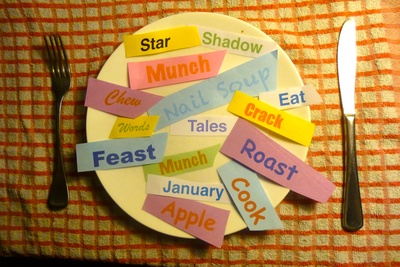 Star
Shadow
Munch
Nail Soup
Chew
Eat
Crack
Words
Tales
Feast
Munch
Roast
January
Cook
Apple